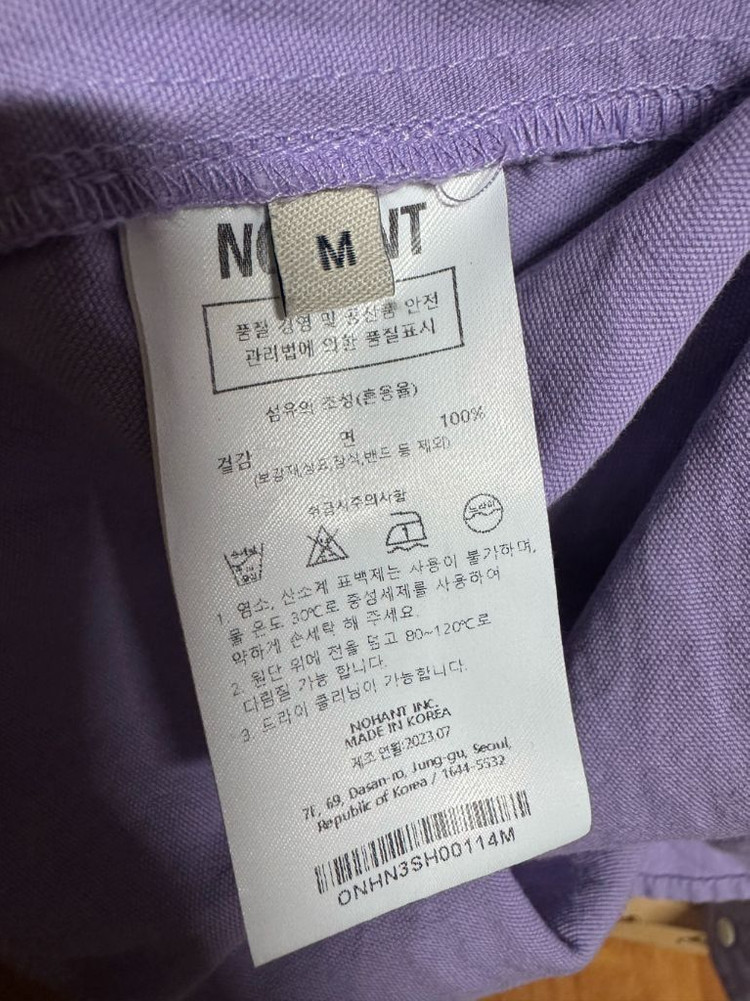 NOHANT
M
품질 경영 및 공산품 안전
관리법에 의한 품질표시
섬유의 조성(혼용율)
겉감 면 100%
(보강재,심포,장식,밴드 등 제외)
취급시주의사항
드라이
1. 염소, 산소계 표백제는 사용이 불가하며,
물 온도 30℃로 중성세제를 사용하여
약하게 손세탁 해 주세요.
2. 원단 위에 천을 덮고 80~120℃로
다림질 가능 합니다.
3. 드라이 클리닝이 가능합니다.
NOHANT INC.
MADE IN KOREA
제조 연월:2023.07
7F, 69, Dasan-ro, Jung-gu, Seoul,
Republic of Korea / 1644-5532
ONHN3SH00114M